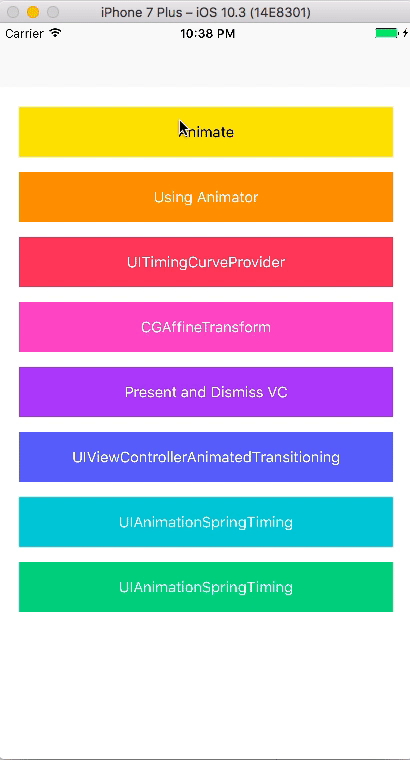 iPhone 7 Plus – iOS 10.3 (14E8301)
Carrier 10:38 PM
Animate
Using Animator
UITimingCurveProvider
CGAffineTransform
Present and Dismiss VC
UIViewControllerAnimatedTransitioning
UIAnimationSpringTiming
UIAnimationSpringTiming